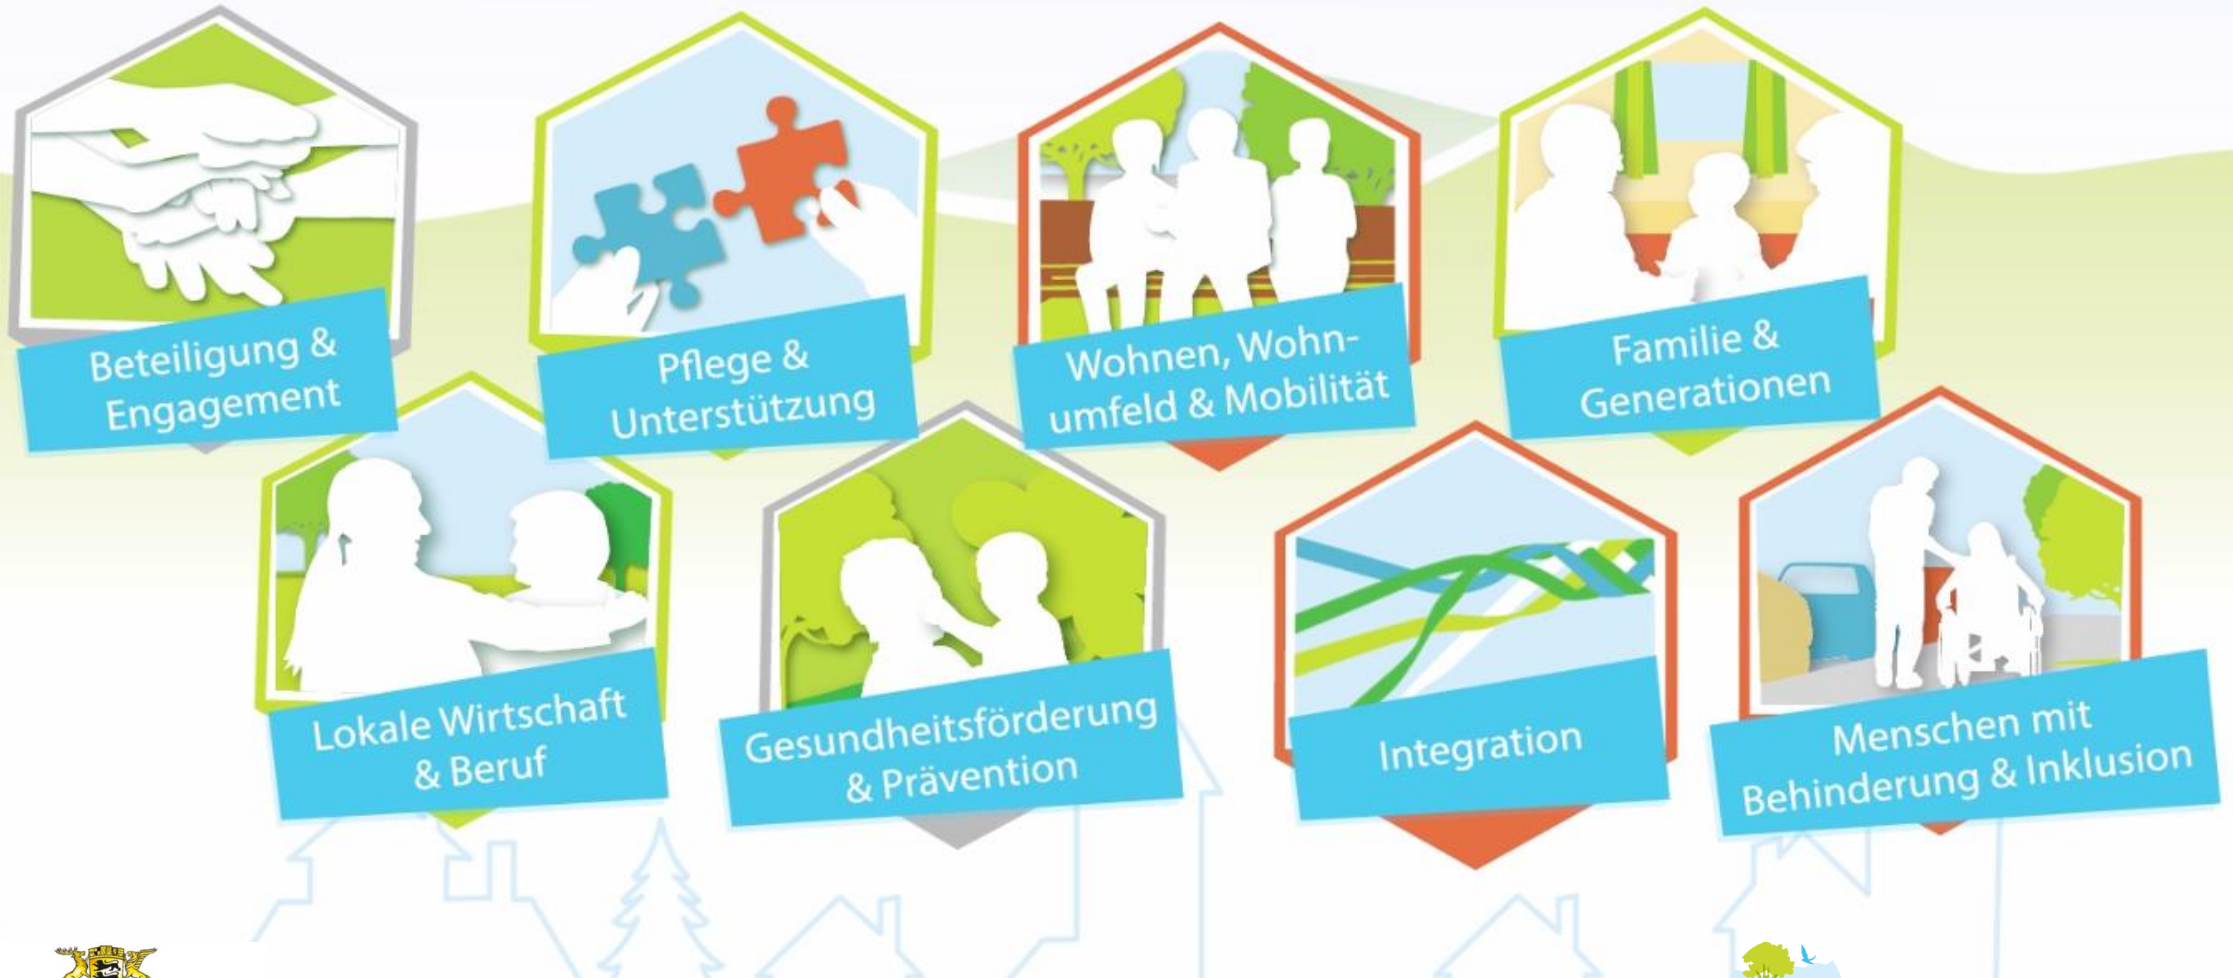 Beteiligung &
Engagement
Pflege &
Unterstützung
Wohnen, Wohn-
umfeld & Mobilität
Familie &
Generationen
Lokale Wirtschaft
& Beruf
Gesundheitsförderung
& Prävention
Integration
Menschen mit
Behinderung & Inklusion